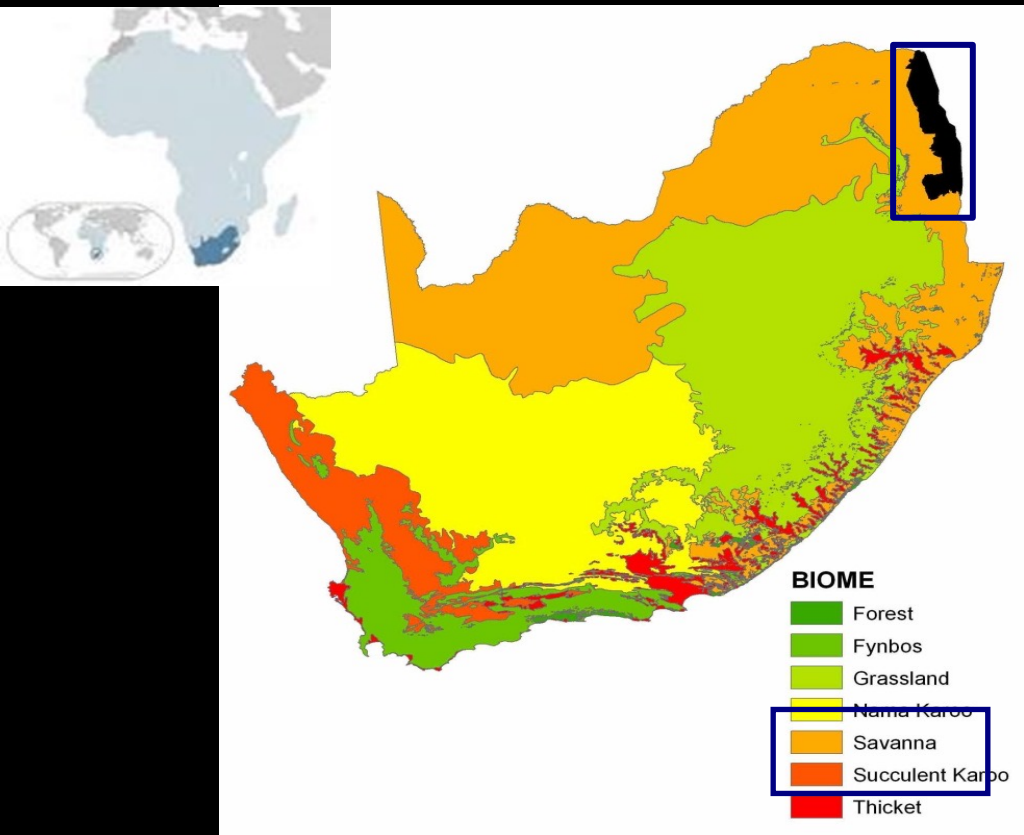 BIOME
Forest
Fynbos
Grassland
Nama Karoo
Savanna
Succulent Karoo
Thicket